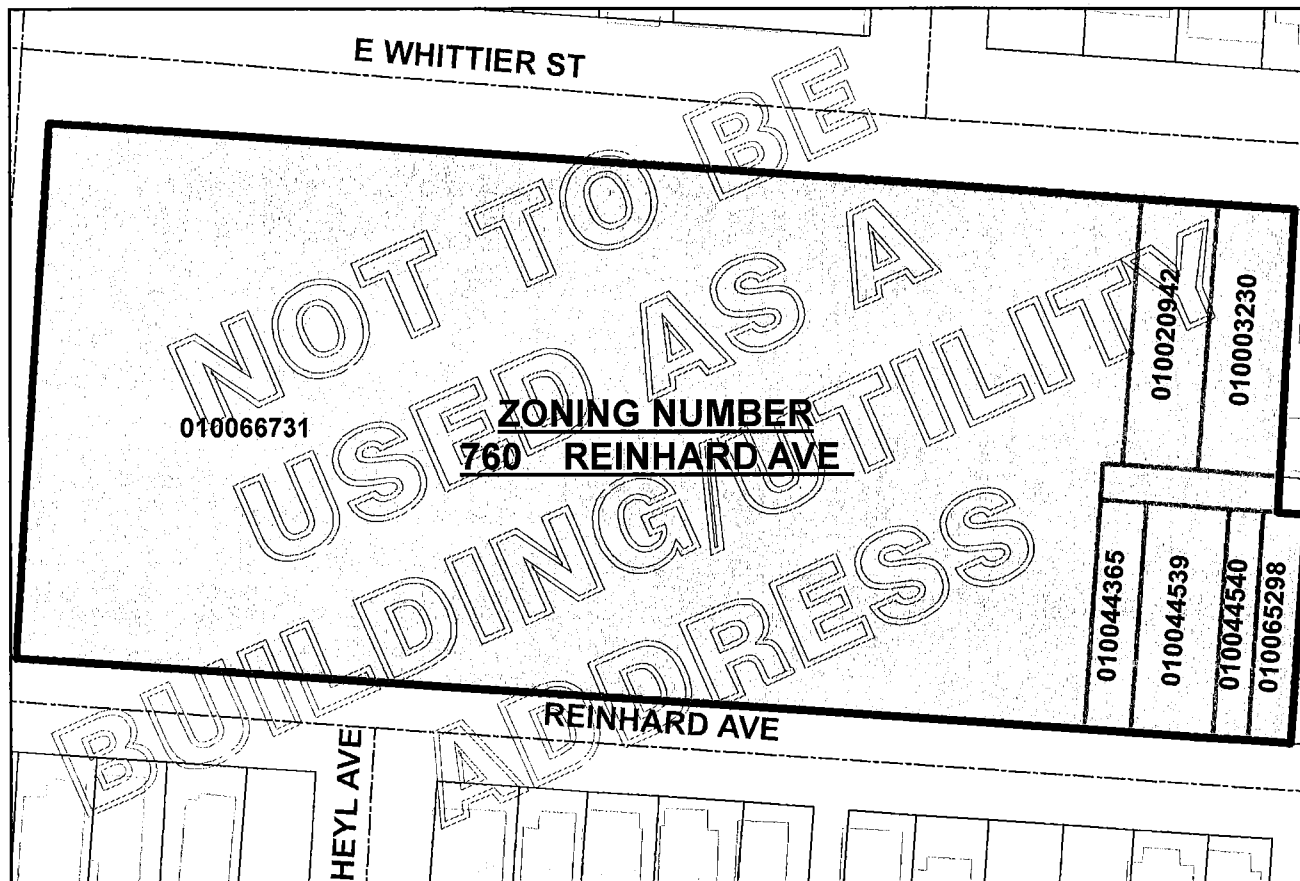 E WHITTIER ST
NOT TO BE
USED AS A
BUILDING/UTILITY
ADDRESS
010020942
010003230
010066731
ZONING NUMBER
760 REINHARD AVE
010044365
010044539
010044540
010065298
REINHARD AVE
HEYL AVE